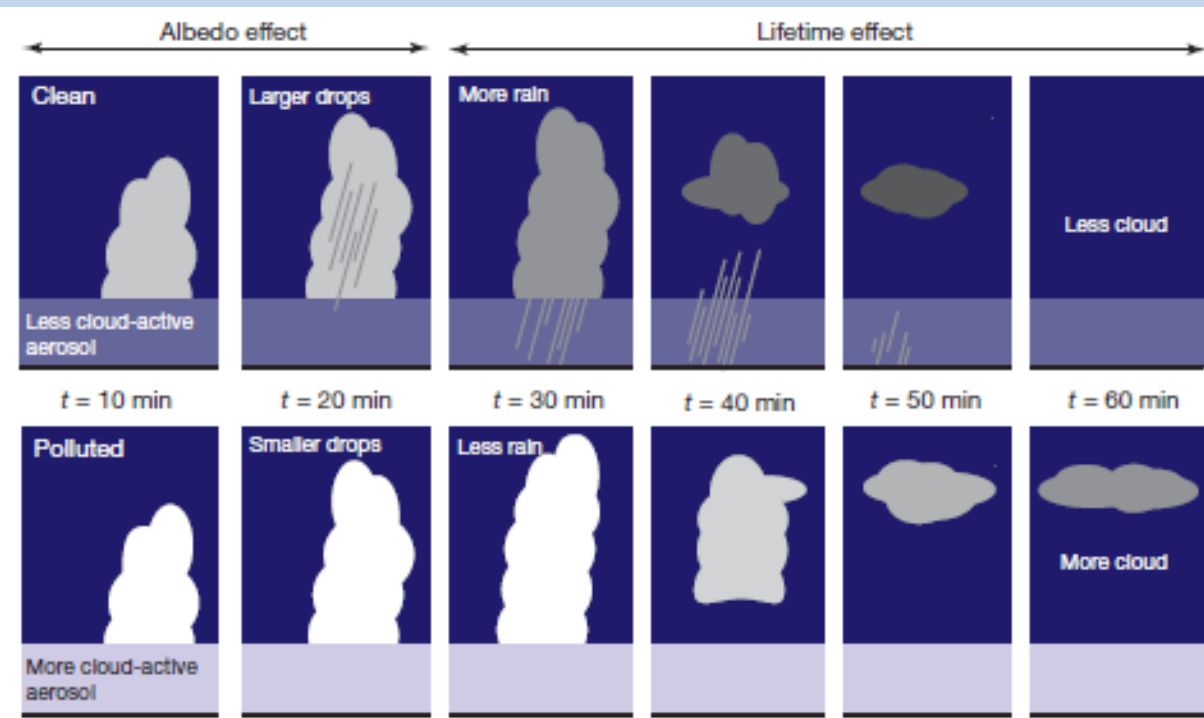 Albedo effect
Lifetime effect
Clean
Larger drops
More rain
Less cloud
Less cloud-active
aerosol
t = 10 min
t = 20 min
t = 30 min
t = 40 min
t = 50 min
t = 60 min
Polluted
Smaller drops
Less rain
More cloud
More cloud-active
aerosol